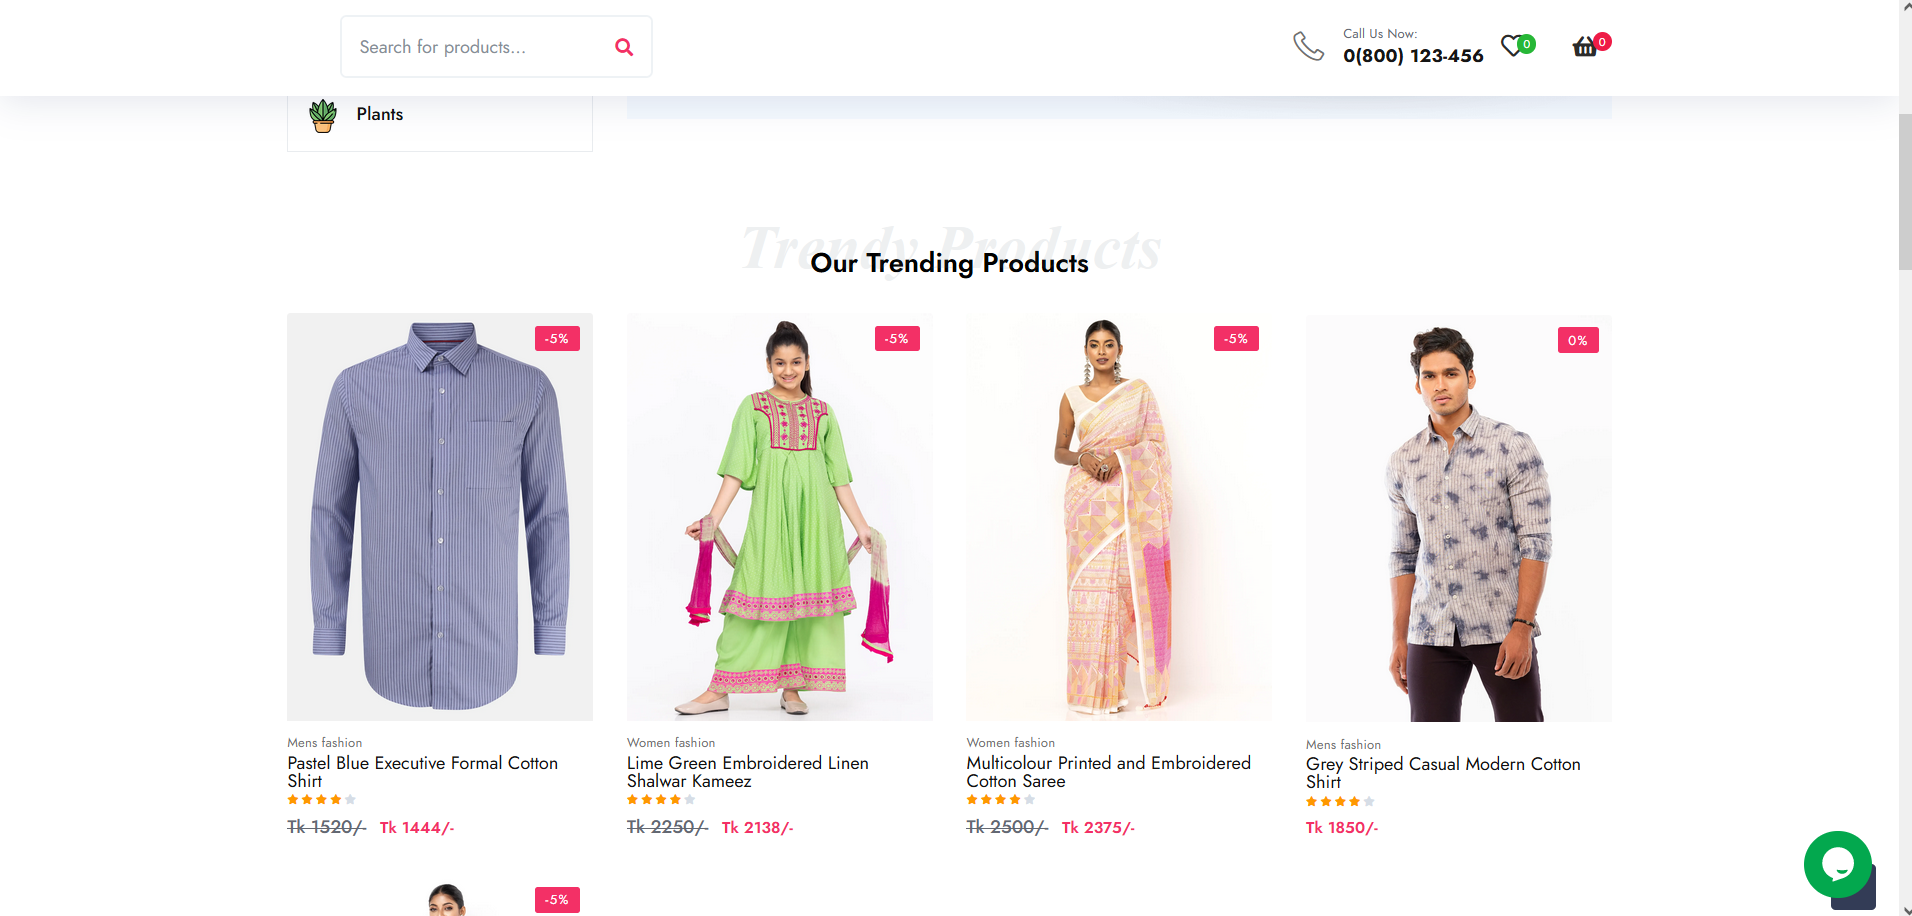 Search for products...
Call Us Now:
0(800) 123-456
0
0
Plants
Trendy Products
Our Trending Products
-5%
-5%
-5%
0%
Mens fashion
Pastel Blue Executive Formal Cotton
Shirt
Tk 1520/- Tk 1444/-
Women fashion
Lime Green Embroidered Linen
Shalwar Kameez
Tk 2250/- Tk 2138/-
Women fashion
Multicolour Printed and Embroidered
Cotton Saree
Tk 2500/- Tk 2375/-
Mens fashion
Grey Striped Casual Modern Cotton
Shirt
Tk 1850/-
-5%